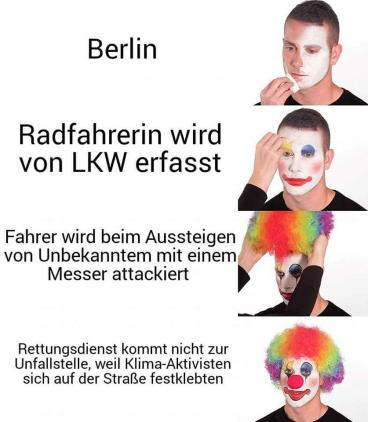 Berlin
Radfahrerin wird
von LKW erfasst
Fahrer wird beim Aussteigen
von Unbekanntem mit einem
Messer attackiert
Rettungsdienst kommt nicht zur
Unfallstelle, weil Klima-Aktivisten
sich auf der Straße festklebten